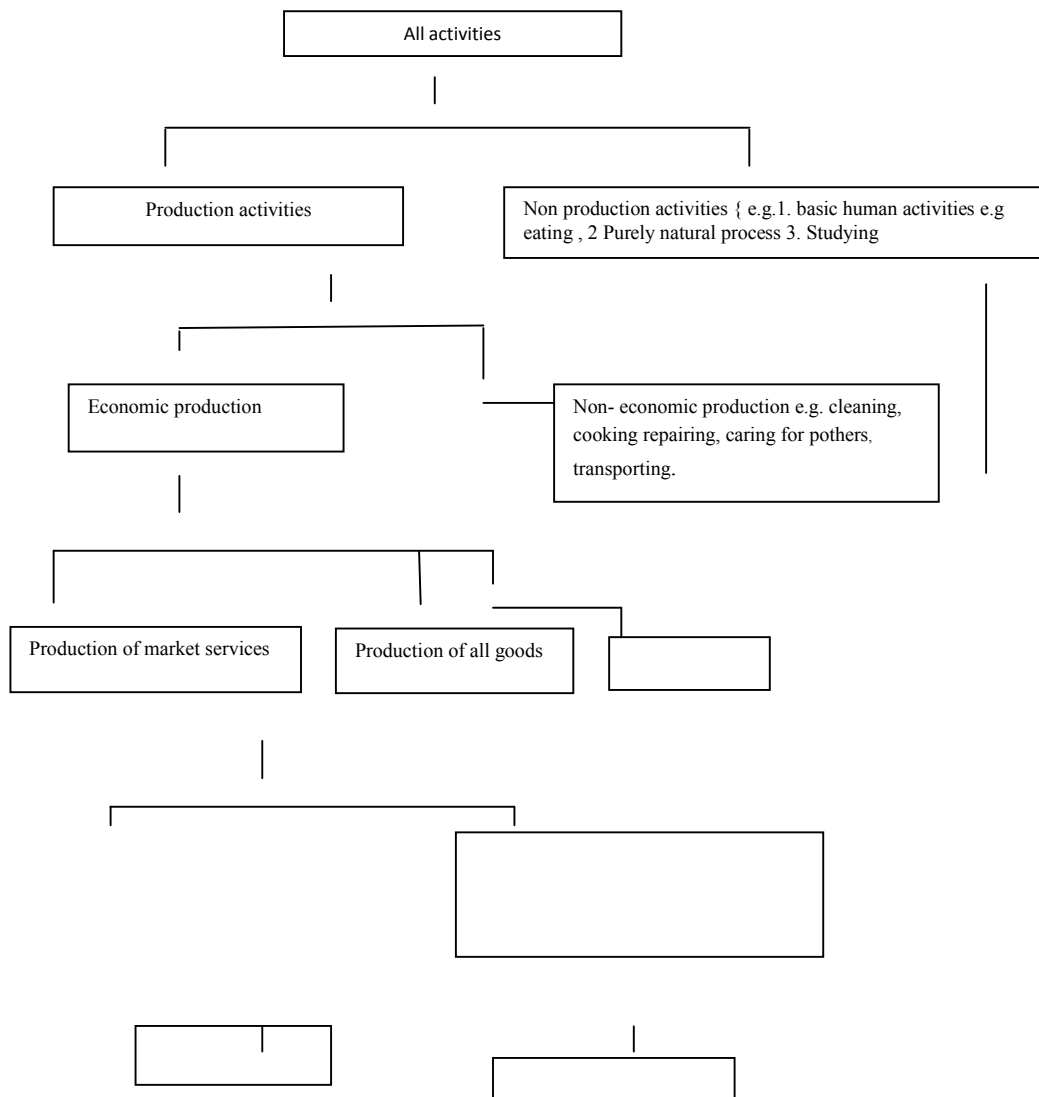 All activities
Production activities
Non production activities { e.g.1. basic human activities e.g
eating , 2 Purely natural process 3. Studying
Economic production
Non- economic production e.g. cleaning,
cooking repairing, caring for pothers,
transporting.
Production of market services
Production of all goods